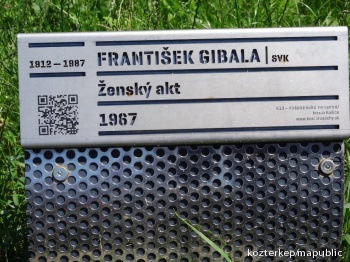 1912 – 1987
FRANTIŠEK GIBALA | SVK
Ženský akt
1967
kozterkep/mapublic